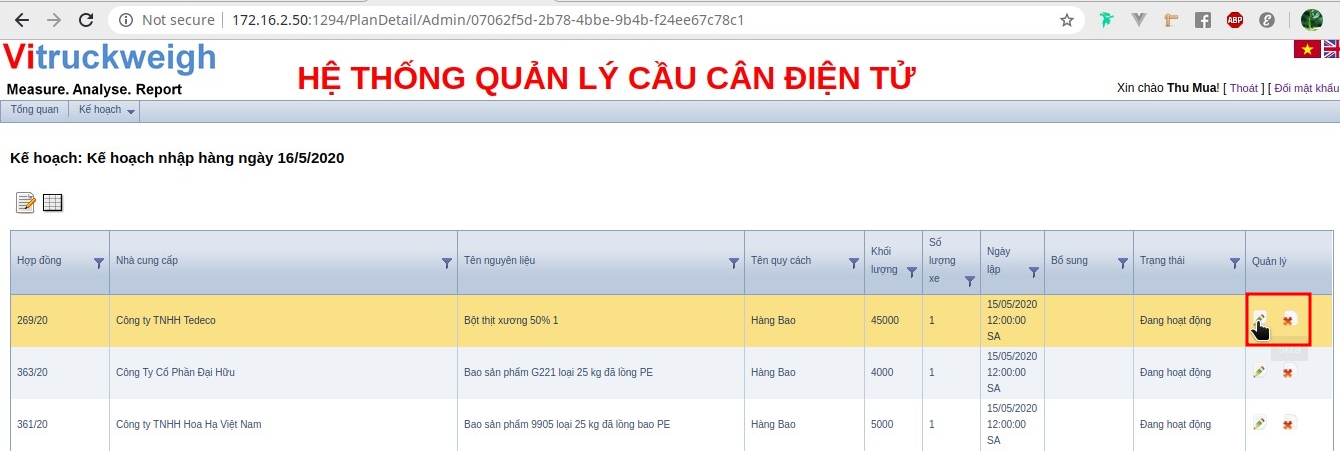 Not secure | 172.16.2.50:1294/PlanDetail/Admin/07062f5d-2b78-4bbe-9b4b-f24ee67c78c1
ABP
Vitruckweigh
HỆ THỐNG QUẢN LÝ CẦU CÂN ĐIỆN TỬ
Measure. Analyse. Report
Xin chào Thu Mua! [ Thoát ] [ Đổi mật khẩu
Tổng quan Kế hoạch
Kế hoạch: Kế hoạch nhập hàng ngày 16/5/2020
Hợp đồng Nhà cung cấp Tên nguyên liệu Tên quy cách Khối lượng Số lượng xe Ngày lập Bổ sung Trạng thái Quản lý
269/20 Công ty TNHH Tedeco Bột thịt xương 50% 1 Hàng Bao 45000 1 15/05/2020 12:00:00 SA Đang hoạt động
363/20 Công Ty Cổ Phần Đại Hữu Bao sản phẩm G221 loại 25 kg đã lồng PE Hàng Bao 4000 1 15/05/2020 12:00:00 SA Đang hoạt động
361/20 Công ty TNHH Hoa Hạ Việt Nam Bao sản phẩm 9905 loại 25 kg đã lồng bao PE Hàng Bao 5000 1 15/05/2020 12:00:00 SA Đang hoạt động